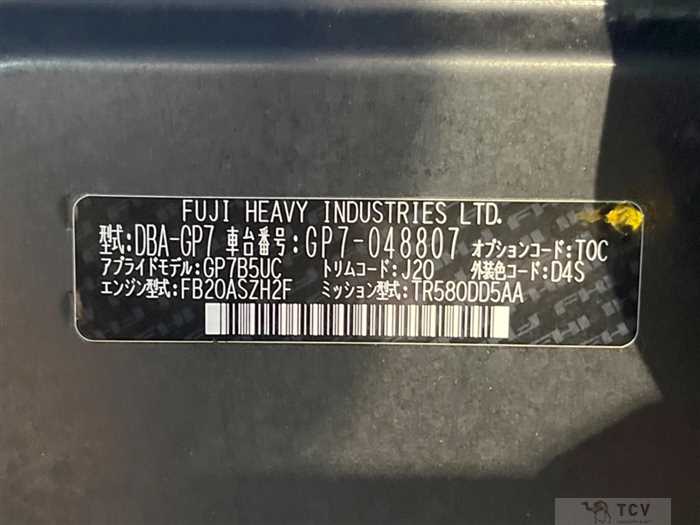 FUJI HEAVY INDUSTRIES LTD.
型式:DBA-GP7 車台番号:GP7-048807 オプションコード:TOC
アプライドモデル:GP7B5UC トリムコード:J20 外装色コード:D4S
エンジン型式:FB20ASZH2F ミッション型式:TR580DD5AA
TCV